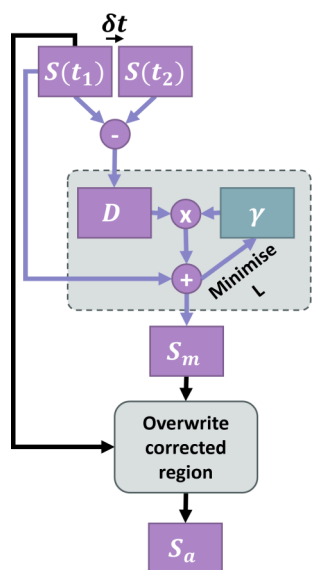 δt
S(t₁) S(t₂)
-
D x γ
+
Minimise
L
Sₘ
Overwrite
corrected
region
Sₐ